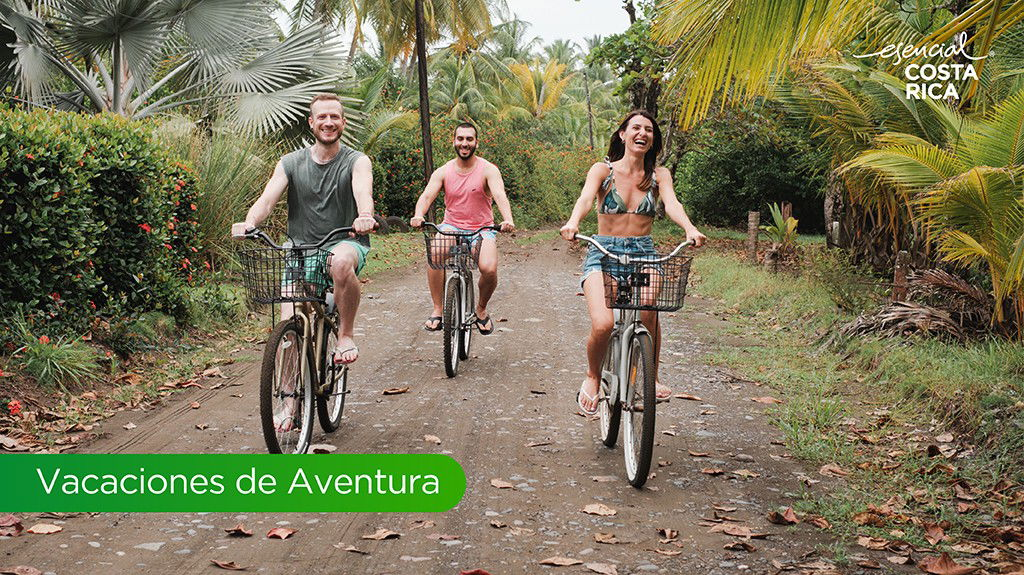 esencial
COSTA
RICA
Vacaciones de Aventura